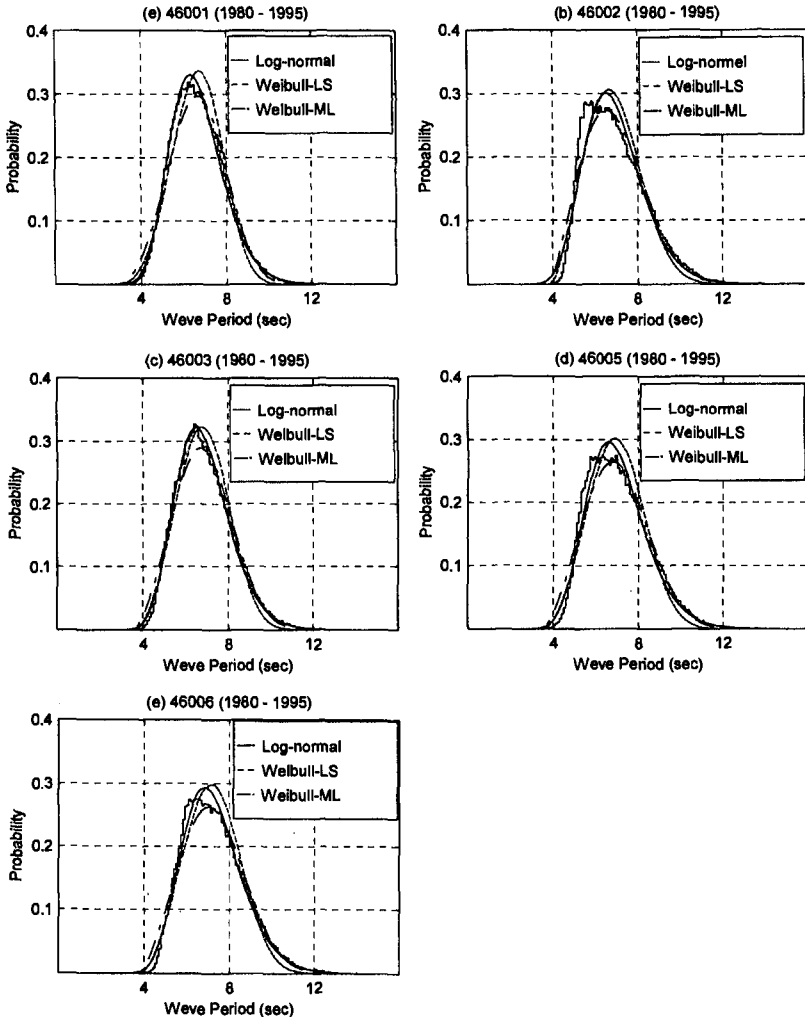 (e) 46001 (1980 - 1995)
0.4
0.3
0.2
0.1
Probability
Log-normal
Weibull-LS
Welbull-ML
4
8
12
Weve Period (sec)
(b) 46002 (1980 - 1995)
0.4
0.3
0.2
0.1
Probability
Log-normel
Weibull-LS
Weibull-ML
4
8
12
Weve Period (sec)
(c) 46003 (1980 - 1995)
0.4
0.3
0.2
0.1
Probability
Log-normal
Welbull-LS
Welbull-ML
4
8
12
Weve Period (sec)
(d) 46005 (1980 - 1995)
0.4
0.3
0.2
0.1
Probability
Log-normal
Weibull-LS
Weibull-ML
4
8
12
Weve Period (sec)
(e) 46006 (1980 - 1995)
0.4
0.3
0.2
0.1
Probability
Log-normal
Welbull-LS
Weibull-ML
4
8
12
Weve Period (sec)